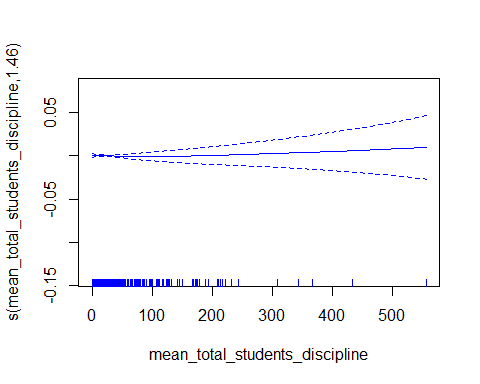 s(mean_total_students_discipline,1.46)
0.05
-0.05
-0.15
0 100 200 300 400 500
mean_total_students_discipline